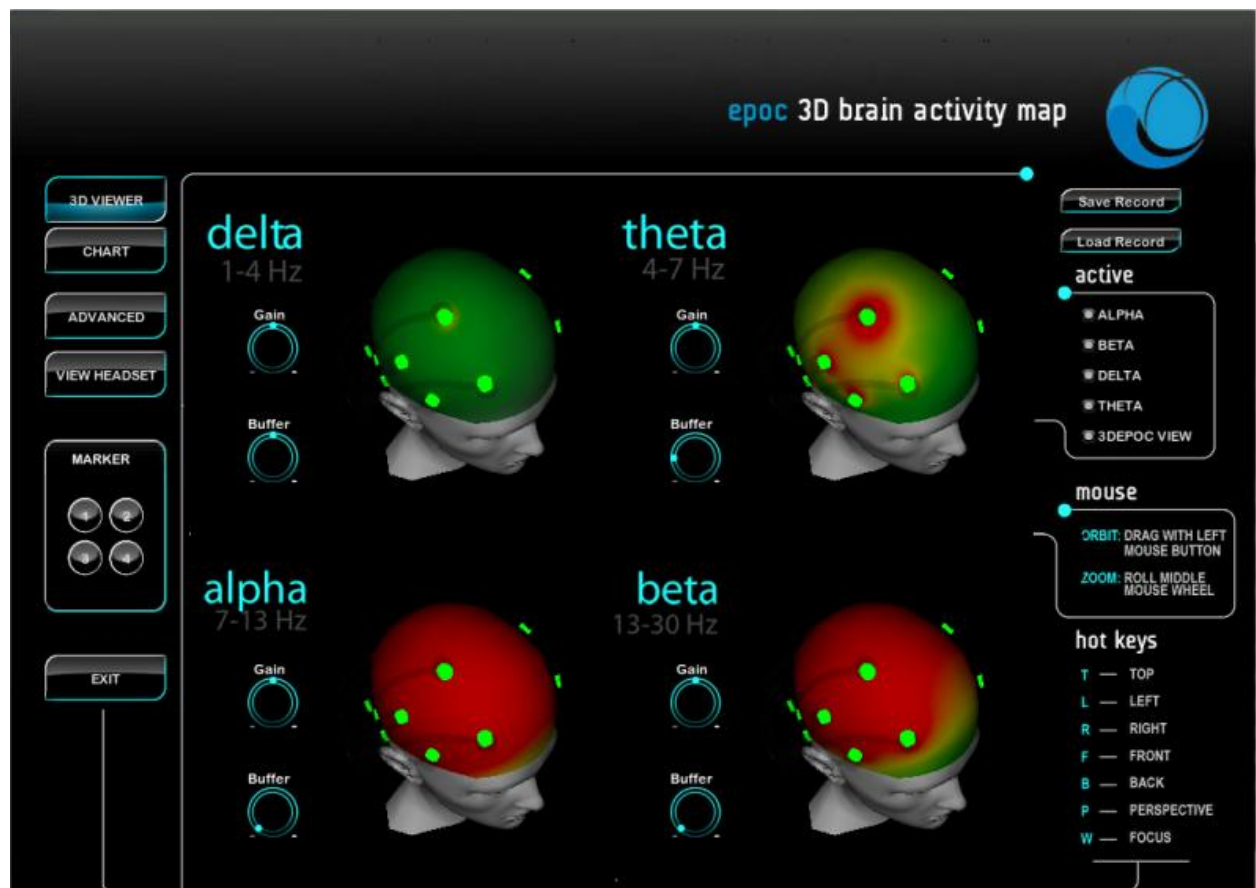 epoc 3D brain activity map
3D VIEWER
CHART
ADVANCED
VIEW HEADSET
MARKER
1 2
3 4
EXIT
delta
1-4 Hz
Gain
Buffer
theta
4-7 Hz
Gain
Buffer
alpha
7-13 Hz
Gain
Buffer
beta
13-30 Hz
Gain
Buffer
Save Record
Load Record
active
ALPHA
BETA
DELTA
THETA
3DEPOC VIEW
mouse
ORBIT: DRAG WITH LEFT
MOUSE BUTTON
ZOOM: ROLL MIDDLE
MOUSE WHEEL
hot keys
T — TOP
L — LEFT
R — RIGHT
F — FRONT
B — BACK
P — PERSPECTIVE
W — FOCUS